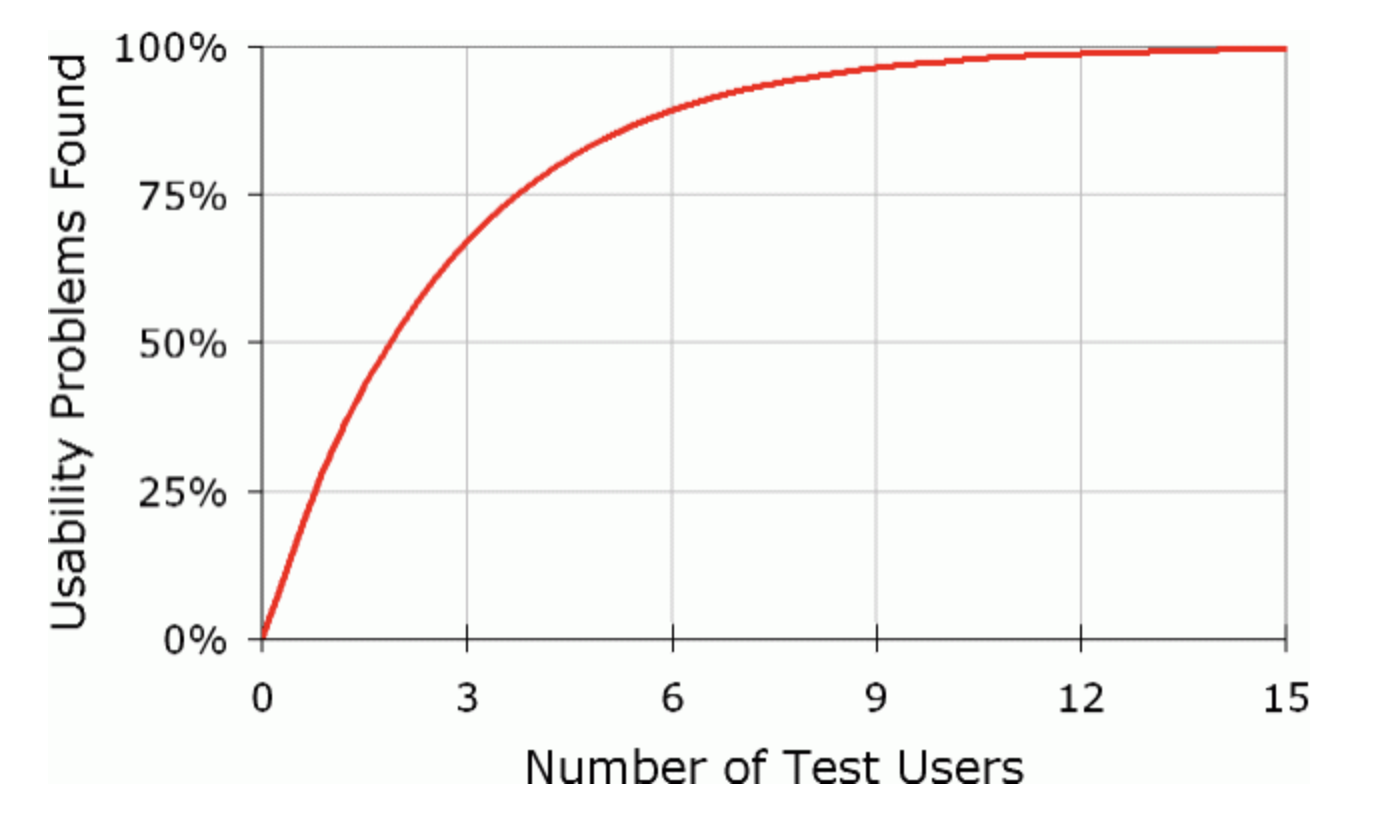 Usability Problems Found
100%
75%
50%
25%
0%
0 3 6 9 12 15
Number of Test Users